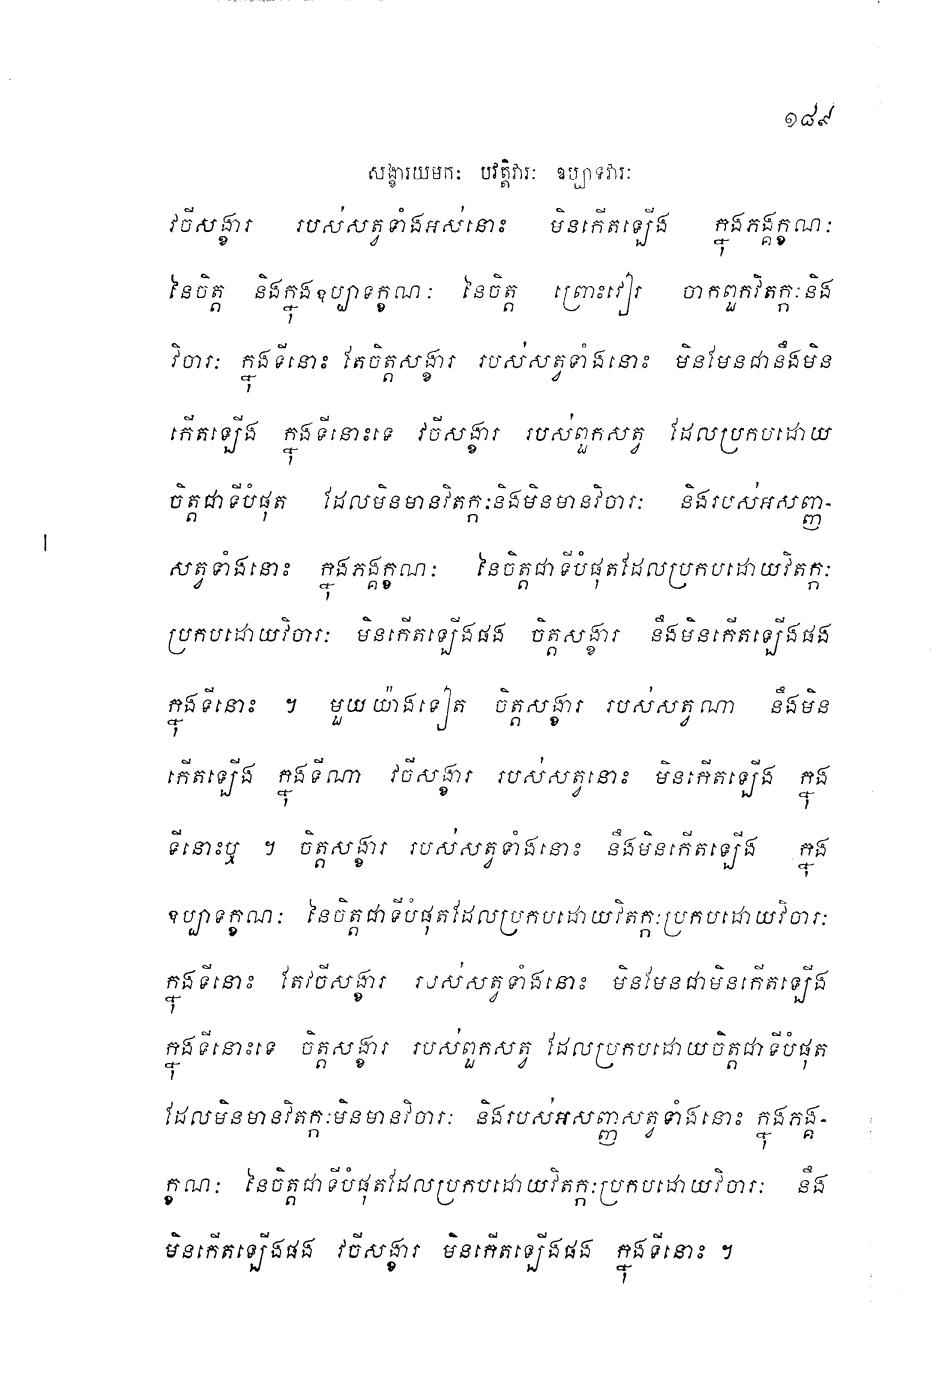 ១៨៩
សង្ខារយមកៈ បវត្តិវារៈ ឧប្បាទវារៈ
វចីសង្ខារ របស់សត្វទាំងអស់នោះ មិនកើតឡើង ក្នុងភង្គក្ខណៈ
នៃចិត្ត និងក្នុងឧប្បាទក្ខណៈ នៃចិត្ត ព្រោះវៀរ ចាកពួកវិតក្កៈនិង
វិចារៈ ក្នុងទីនោះ តែចិត្តសង្ខារ របស់សត្វទាំងនោះ មិនមែនជានឹងមិន
កើតឡើង ក្នុងទីនោះទេ វចីសង្ខារ របស់ពួកសត្វ ដែលប្រកបដោយ
ចិត្តជាទីបំផុត ដែលមិនមានវិតក្កៈនិងមិនមានវិចារៈ និងរបស់អសញ្ញ-
សត្វទាំងនោះ ក្នុងភង្គក្ខណៈ នៃចិត្តជាទីបំផុតដែលប្រកបដោយវិតក្កៈ
ប្រកបដោយវិចារៈ មិនកើតឡើងផង ចិត្តសង្ខារ នឹងមិនកើតឡើងផង
ក្នុងទីនោះ ។ មួយយ៉ាងទៀត ចិត្តសង្ខារ របស់សត្វណា នឹងមិន
កើតឡើង ក្នុងទីណា វចីសង្ខារ របស់សត្វនោះ មិនកើតឡើង ក្នុង
ទីនោះឬ ។ ចិត្តសង្ខារ របស់សត្វទាំងនោះ នឹងមិនកើតឡើង ក្នុង
ឧប្បាទក្ខណៈ នៃចិត្តជាទីបំផុតដែលប្រកបដោយវិតក្កៈប្រកបដោយវិចារៈ
ក្នុងទីនោះ តែវចីសង្ខារ របស់សត្វទាំងនោះ មិនមែនជាមិនកើតឡើង
ក្នុងទីនោះទេ ចិត្តសង្ខារ របស់ពួកសត្វ ដែលប្រកបដោយចិត្តជាទីបំផុត
ដែលមិនមានវិតក្កៈមិនមានវិចារៈ និងរបស់អសញ្ញសត្វទាំងនោះ ក្នុងភង្គ-
ក្ខណៈ នៃចិត្តជាទីបំផុតដែលប្រកបដោយវិតក្កៈប្រកបដោយវិចារៈ នឹង
មិនកើតឡើងផង វចីសង្ខារ មិនកើតឡើងផង ក្នុងទីនោះ ។